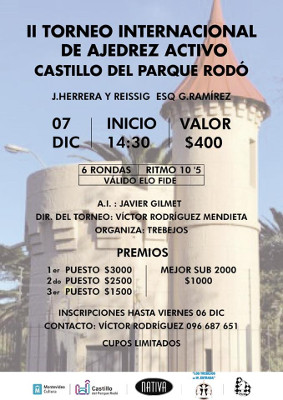 II TORNEO INTERNACIONAL
DE AJEDREZ ACTIVO
CASTILLO DEL PARQUE RODÓ
J.HERRERA Y REISSIG ESQ G.RAMÍREZ
07 DIC
INICIO 14:30
VALOR $400
6 RONDAS RITMO 10 '5
VÁLIDO ELO FIDE
A.I. : JAVIER GILMET
DIR. DEL TORNEO: VÍCTOR RODRÍGUEZ MENDIETA
ORGANIZA: TREBEJOS
PREMIOS
1er PUESTO $3000
2do PUESTO $2500
3er PUESTO $1500
MEJOR SUB 2000
$1000
INSCRIPCIONES HASTA VIERNES 06 DIC
CONTACTO: VÍCTOR RODRÍGUEZ 096 687 651
CUPOS LIMITADOS
Montevideo
Cultura
Castillo
del Parque Rodó
NATIVA